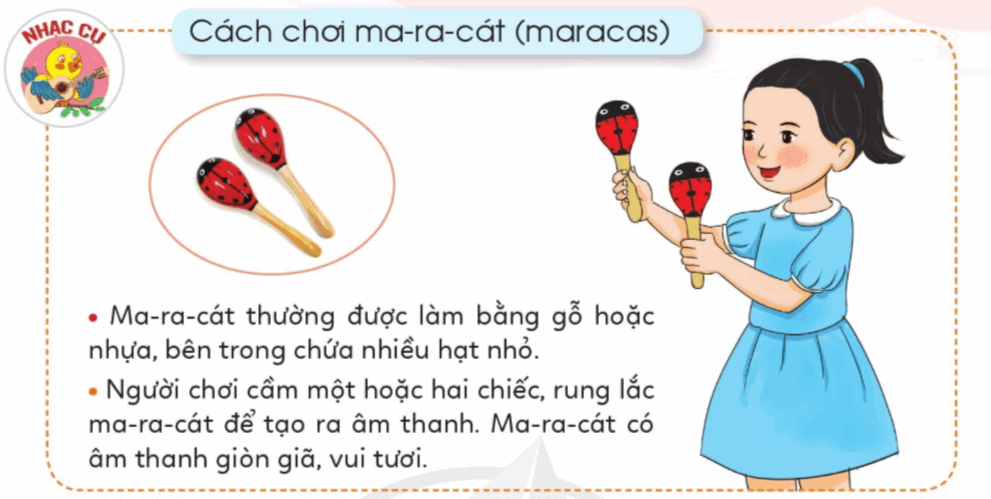 NHẠC CỤ
Cách chơi ma-ra-cát (maracas)
• Ma-ra-cát thường được làm bằng gỗ hoặc
nhựa, bên trong chứa nhiều hạt nhỏ.
• Người chơi cầm một hoặc hai chiếc, rung lắc
ma-ra-cát để tạo ra âm thanh. Ma-ra-cát có
âm thanh giòn giã, vui tươi.